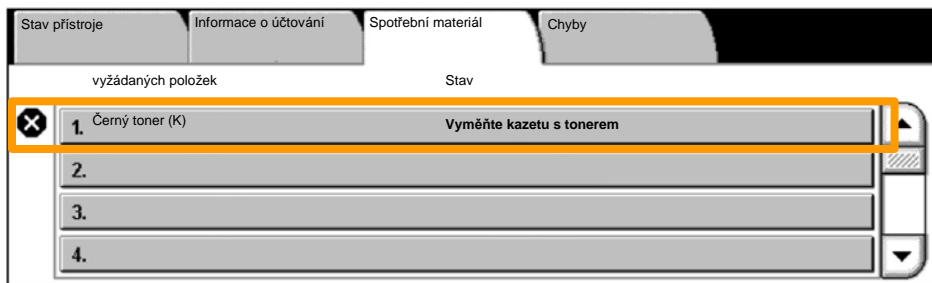 Stav přístroje Informace o účtování Spotřební materiál Chyby
vyžádaných položek Stav
1. Černý toner (K) Vyměňte kazetu s tonerem
2.
3.
4.